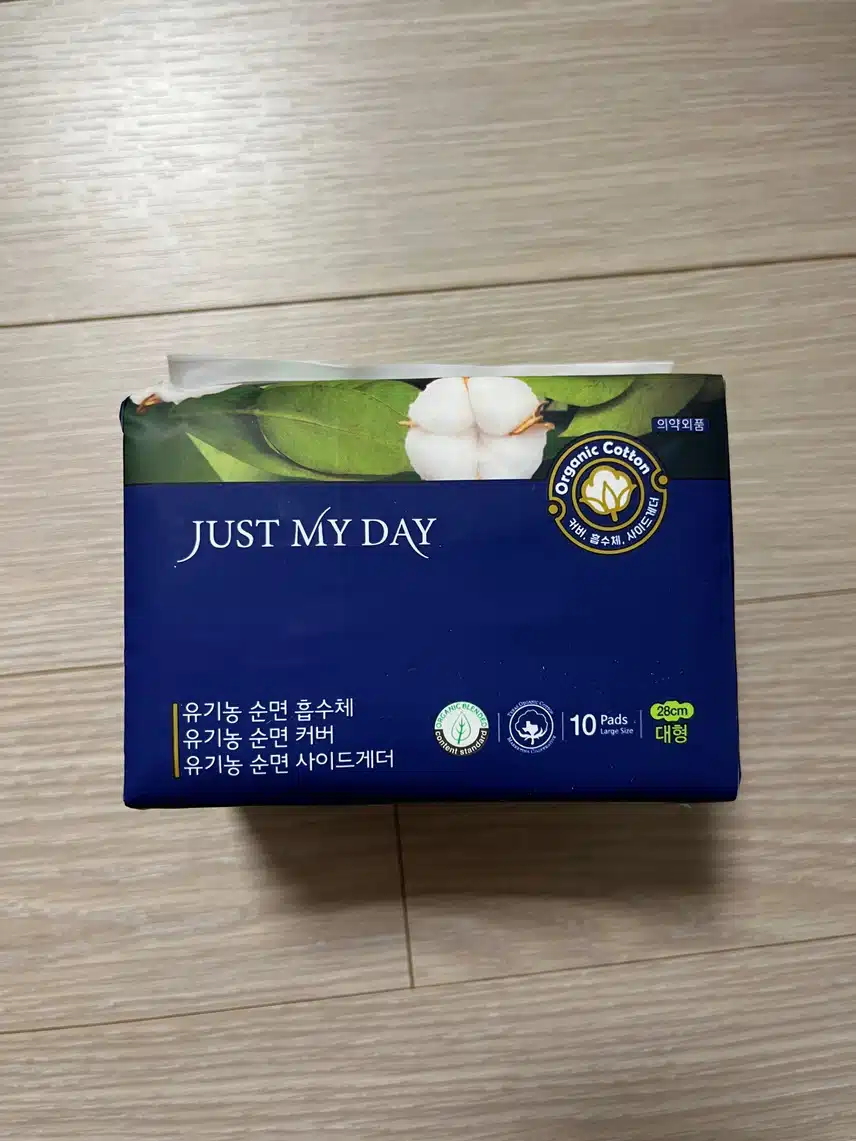 의약외품
Organic Cotton
커버, 흡수체, 사이드게더
JUST MY DAY
유기농 순면 흡수체
유기농 순면 커버
유기농 순면 사이드게더
ORGANIC BLENDED
content standard
10 Pads
Large Size
28cm
대형